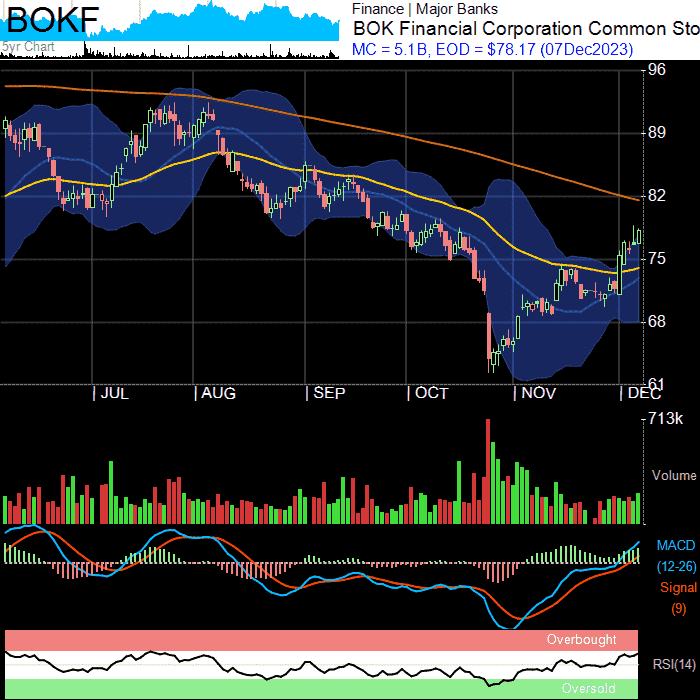 BOKF
5yr Chart
Finance | Major Banks
BOK Financial Corporation Common Sto
MC = 5.1B, EOD = $78.17 (07Dec2023)
96
89
82
75
68
61
| JUL | AUG | SEP | OCT | NOV | DEC
713k
Volume
MACD
(12-26)
Signal
(9)
Overbought
RSI(14)
Oversold